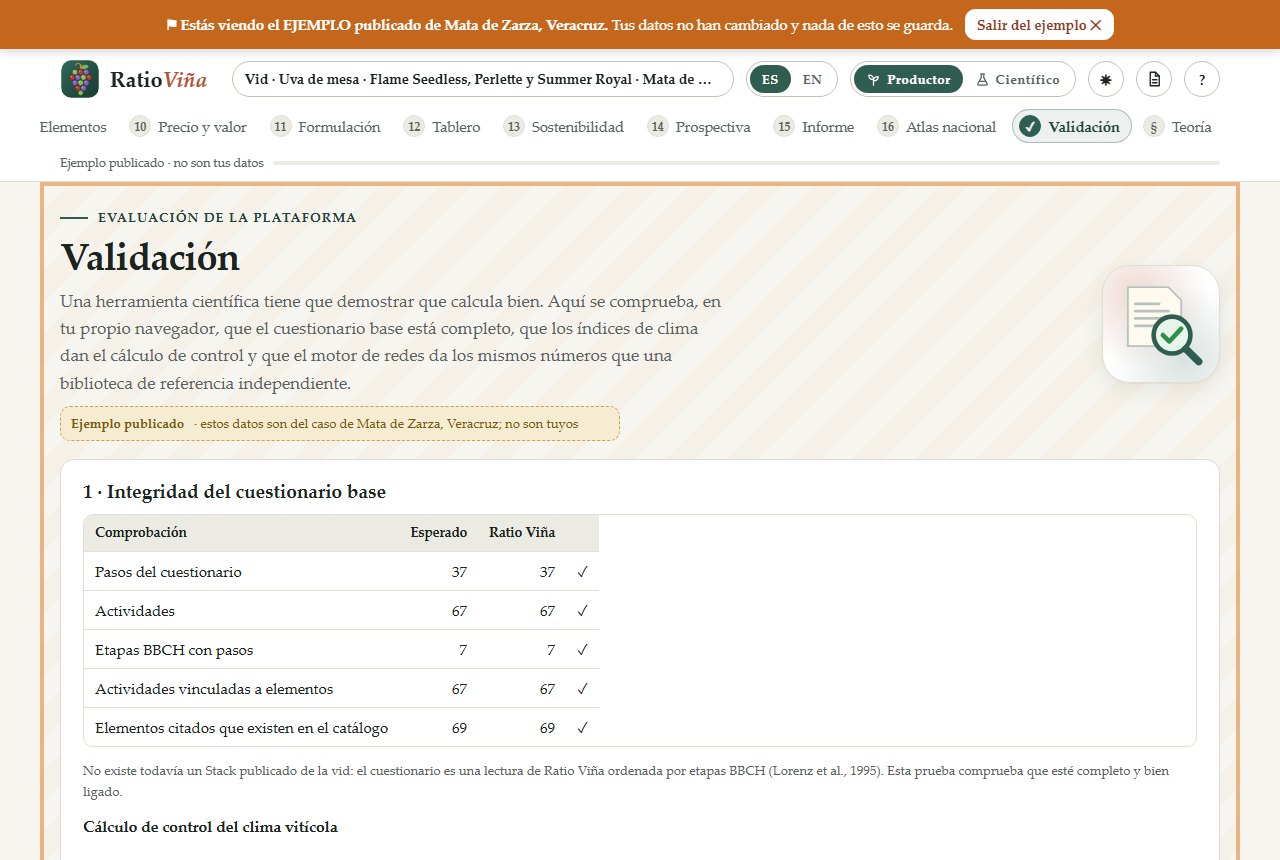 Estás viendo el EJEMPLO publicado de Mata de Zarza, Veracruz. Tus datos no han cambiado y nada de esto se guarda. Salir del ejemplo ✕
RatioViña
Vid · Uva de mesa · Flame Seedless, Perlette y Summer Royal · Mata de ...
ES EN
Productor Científico
?
Elementos 10 Precio y valor 11 Formulación 12 Tablero 13 Sostenibilidad 14 Prospectiva 15 Informe 16 Atlas nacional ✓ Validación § Teoría
Ejemplo publicado · no son tus datos
EVALUACIÓN DE LA PLATAFORMA
Validación
Una herramienta científica tiene que demostrar que calcula bien. Aquí se comprueba, en
tu propio navegador, que el cuestionario base está completo, que los índices de clima
dan el cálculo de control y que el motor de redes da los mismos números que una
biblioteca de referencia independiente.
Ejemplo publicado · estos datos son del caso de Mata de Zarza, Veracruz; no son tuyos
1 · Integridad del cuestionario base
Comprobación Esperado Ratio Viña
Pasos del cuestionario 37 37 ✓
Actividades 67 67 ✓
Etapas BBCH con pasos 7 7 ✓
Actividades vinculadas a elementos 67 67 ✓
Elementos citados que existen en el catálogo 69 69 ✓
No existe todavía un Stack publicado de la vid: el cuestionario es una lectura de Ratio Viña ordenada por etapas BBCH (Lorenz et al., 1995). Esta prueba comprueba que esté completo y bien
ligado.
Cálculo de control del clima vitícola